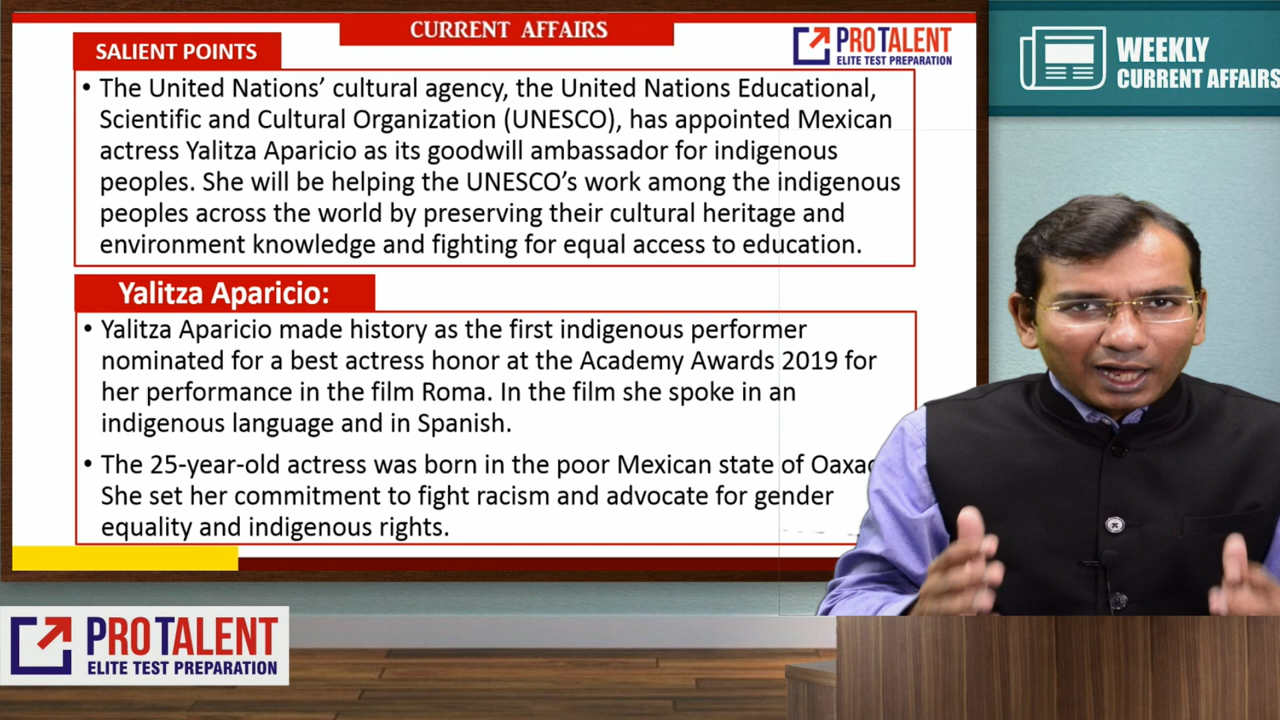 CURRENT AFFAIRS
SALIENT POINTS
PROTALENT
ELITE TEST PREPARATION
WEEKLY
CURRENT AFFAIRS
• The United Nations’ cultural agency, the United Nations Educational,
Scientific and Cultural Organization (UNESCO), has appointed Mexican
actress Yalitza Aparicio as its goodwill ambassador for indigenous
peoples. She will be helping the UNESCO’s work among the indigenous
peoples across the world by preserving their cultural heritage and
environment knowledge and fighting for equal access to education.
Yalitza Aparicio:
• Yalitza Aparicio made history as the first indigenous performer
nominated for a best actress honor at the Academy Awards 2019 for
her performance in the film Roma. In the film she spoke in an
indigenous language and in Spanish.
• The 25-year-old actress was born in the poor Mexican state of
She set her commitment to fight racism and advocate for gender
equality and indigenous rights.
PROTALENT
ELITE TEST PREPARATION